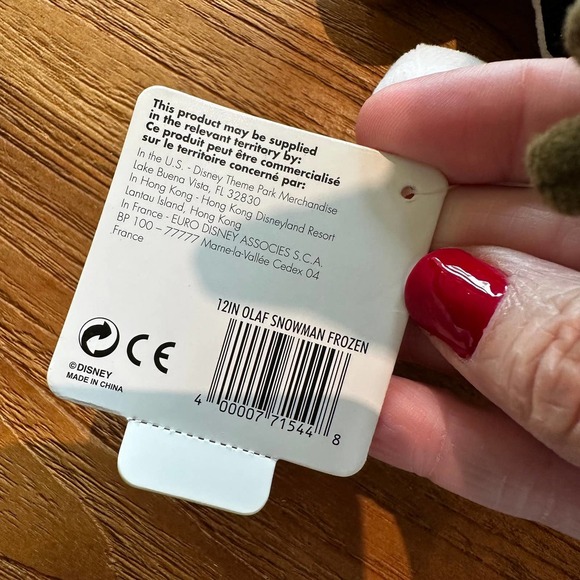 This product may be supplied
in the relevant territory by:
Ce produit peut être commercialisé
sur le territoire concerné par:
In the U.S. - Disney Theme Park Merchandise
Lake Buena Vista, FL 32830
In Hong Kong - Hong Kong Disneyland Resort
Lantau Island, Hong Kong
In France - EURO DISNEY ASSOCIES S.C.A.
BP 100 – 77777 Marne-la-Vallée Cedex 04
France
12IN OLAF SNOWMAN FROZEN
CE
©DISNEY
MADE IN CHINA
4 00007 71544 8